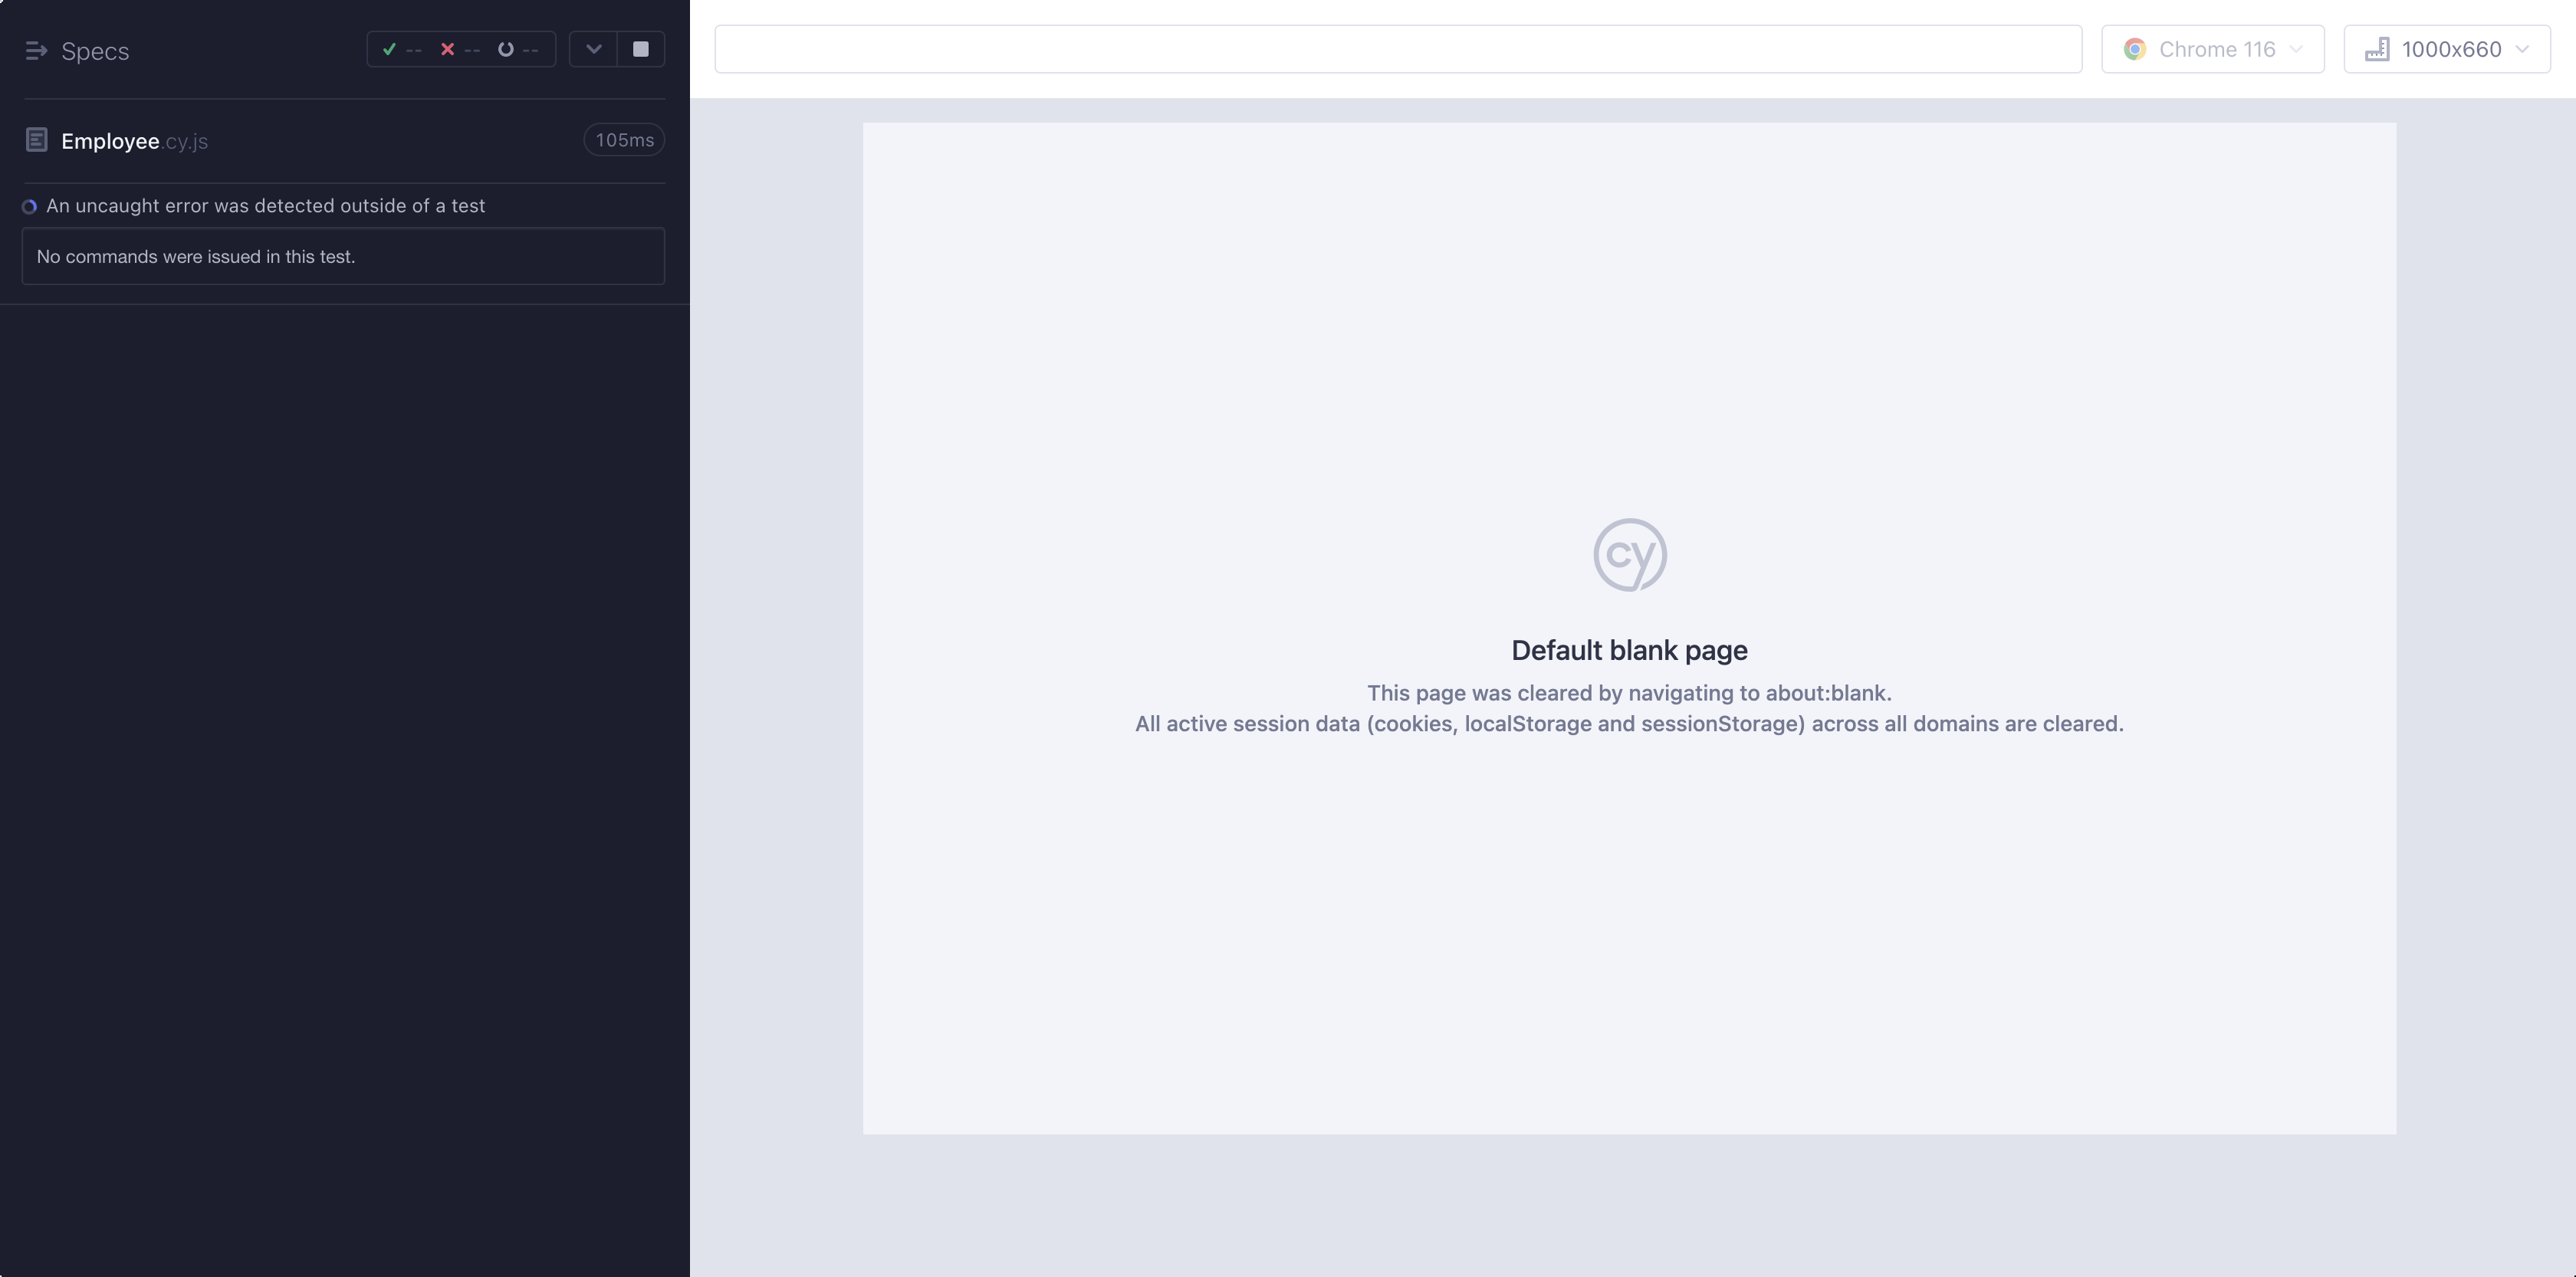 Specs
-- -- --
Employee.cy.js
105ms
An uncaught error was detected outside of a test
No commands were issued in this test.
Chrome 116
1000x660
cy
Default blank page
This page was cleared by navigating to about:blank.
All active session data (cookies, localStorage and sessionStorage) across all domains are cleared.